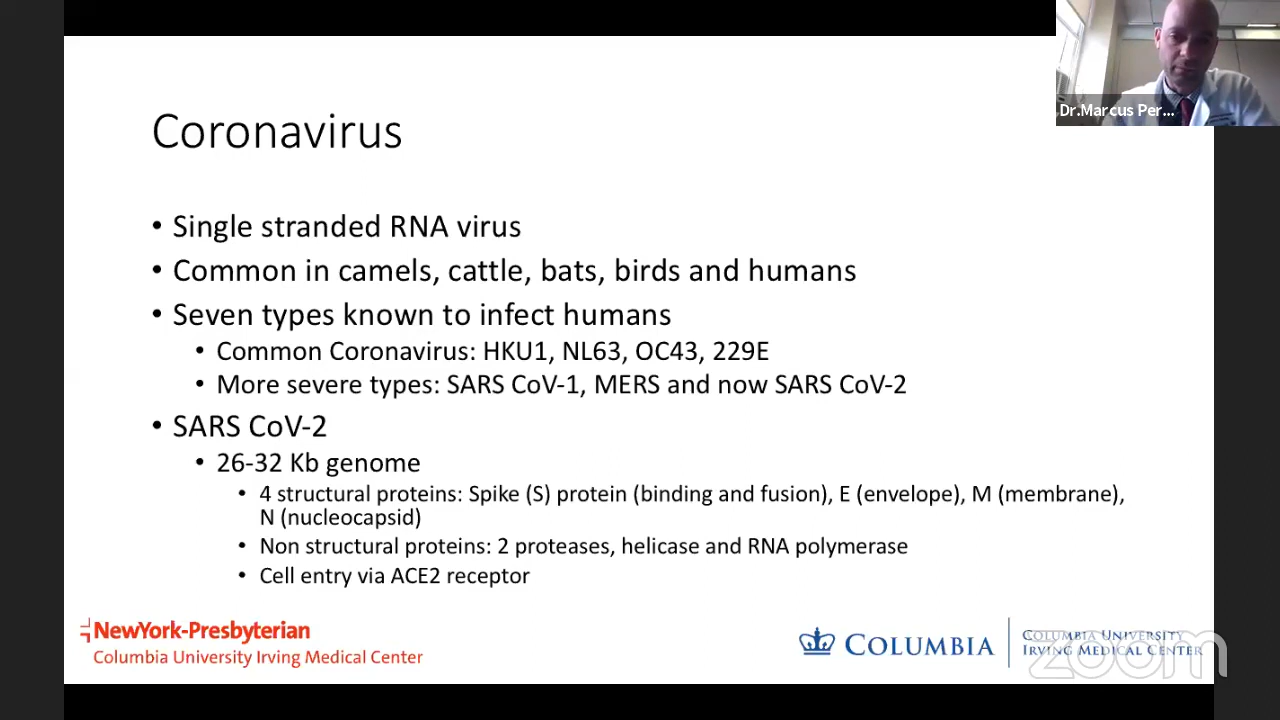 Dr.Marcus Per...
Coronavirus
• Single stranded RNA virus
• Common in camels, cattle, bats, birds and humans
• Seven types known to infect humans
• Common Coronavirus: HKU1, NL63, OC43, 229E
• More severe types: SARS CoV-1, MERS and now SARS CoV-2
• SARS CoV-2
• 26-32 Kb genome
• 4 structural proteins: Spike (S) protein (binding and fusion), E (envelope), M (membrane),
N (nucleocapsid)
• Non structural proteins: 2 proteases, helicase and RNA polymerase
• Cell entry via ACE2 receptor
NewYork-Presbyterian
Columbia University Irving Medical Center
COLUMBIA
COLUMBIA UNIVERSITY
IRVING MEDICAL CENTER
zoom